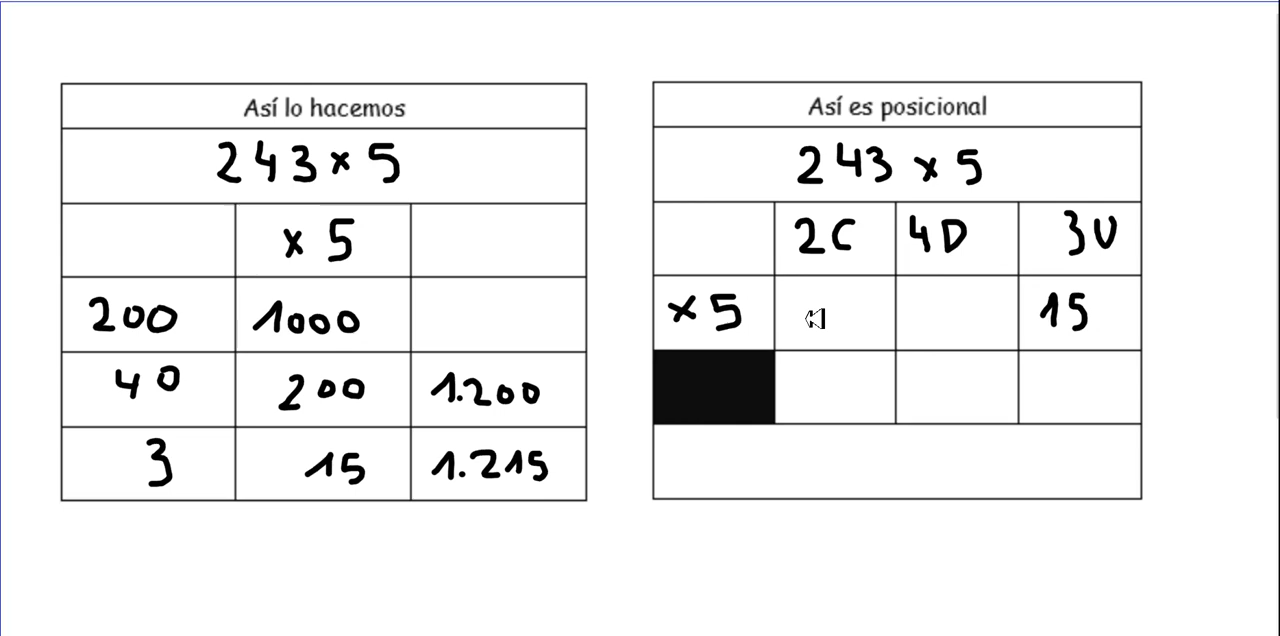 Así lo hacemos
243 x 5
x 5
200 1000
40 200 1.200
3 15 1.215
Así es posicional
243 x 5
2C 4D 3U
x 5 15